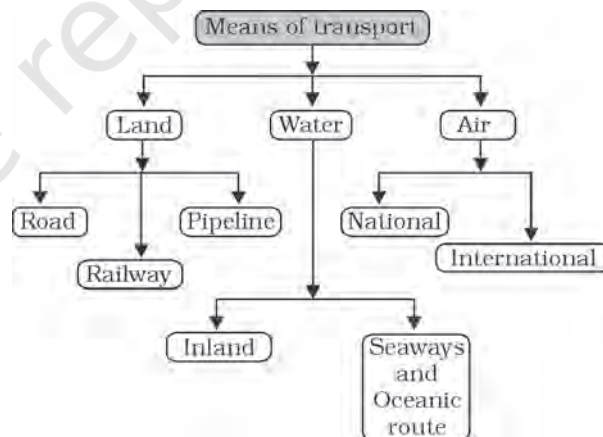 Means of transport
Land
Water
Air
Road
Pipeline
National
Railway
International
Inland
Seaways
and
Oceanic
route